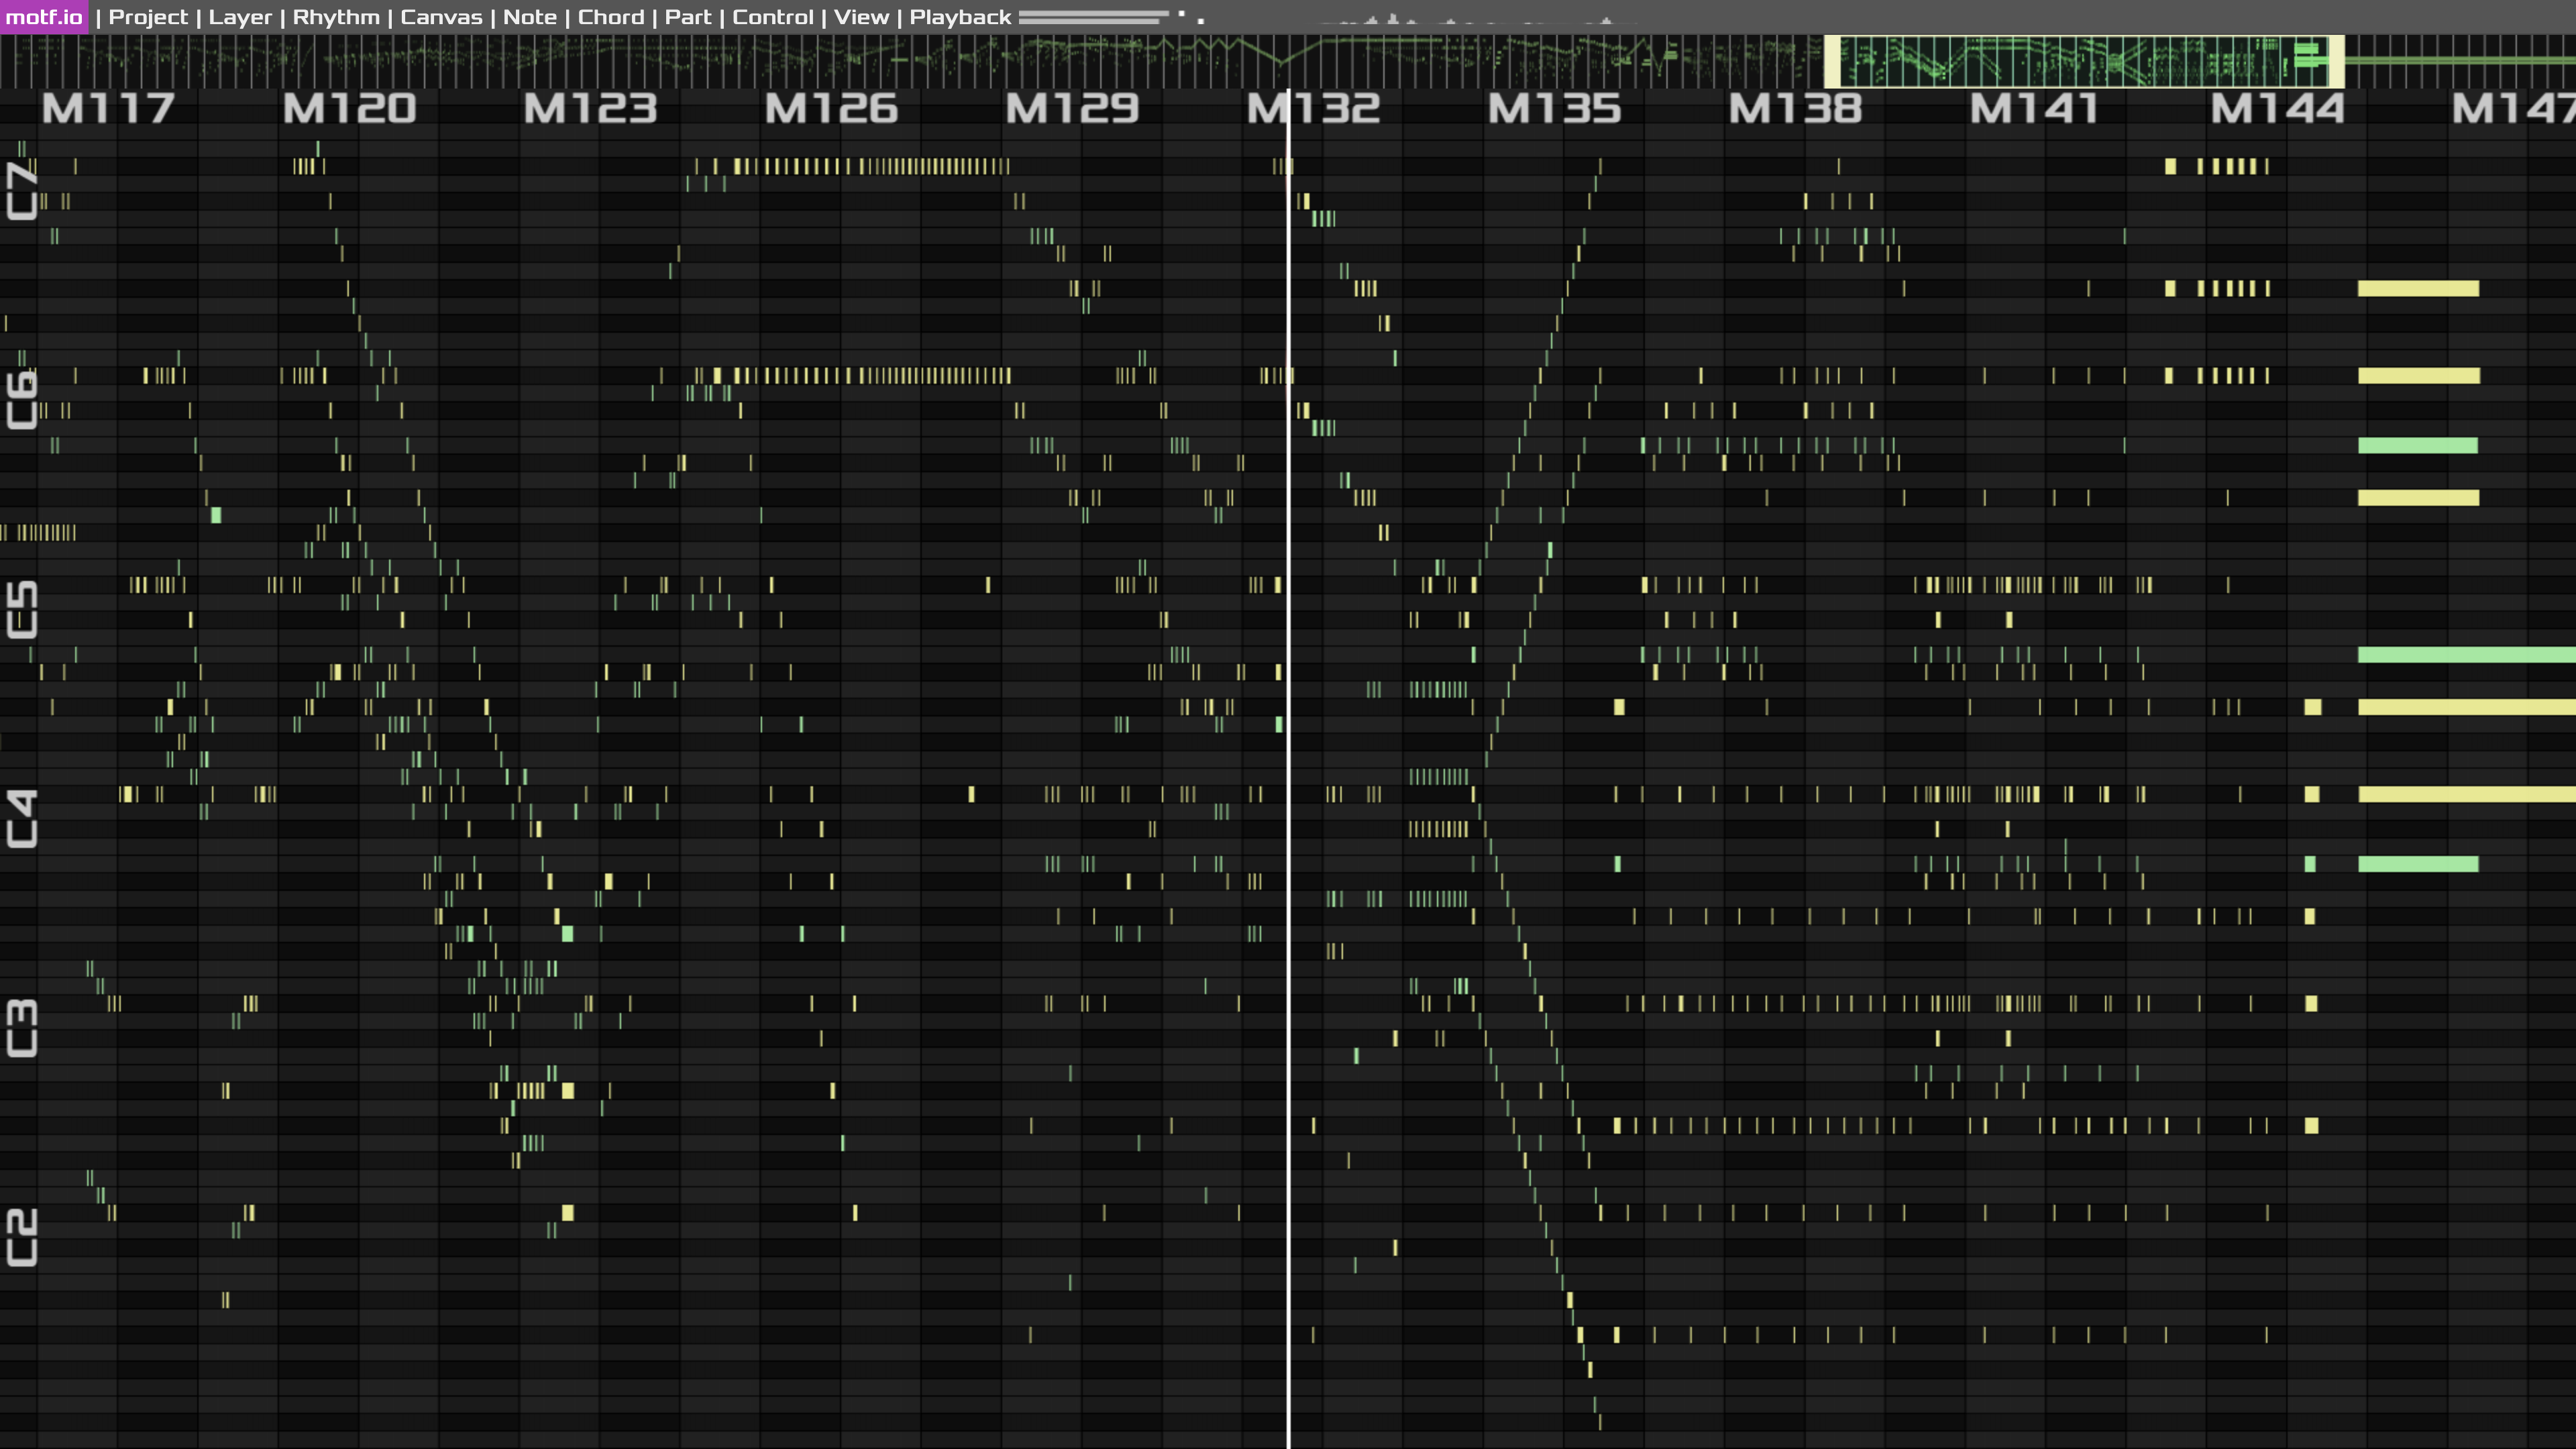 motf.io | Project | Layer | Rhythm | Canvas | Note | Chord | Part | Control | View | Playback
M117 M120 M123 M126 M129 M132 M135 M138 M141 M144 M147
C7
C6
C5
C4
C3
C2